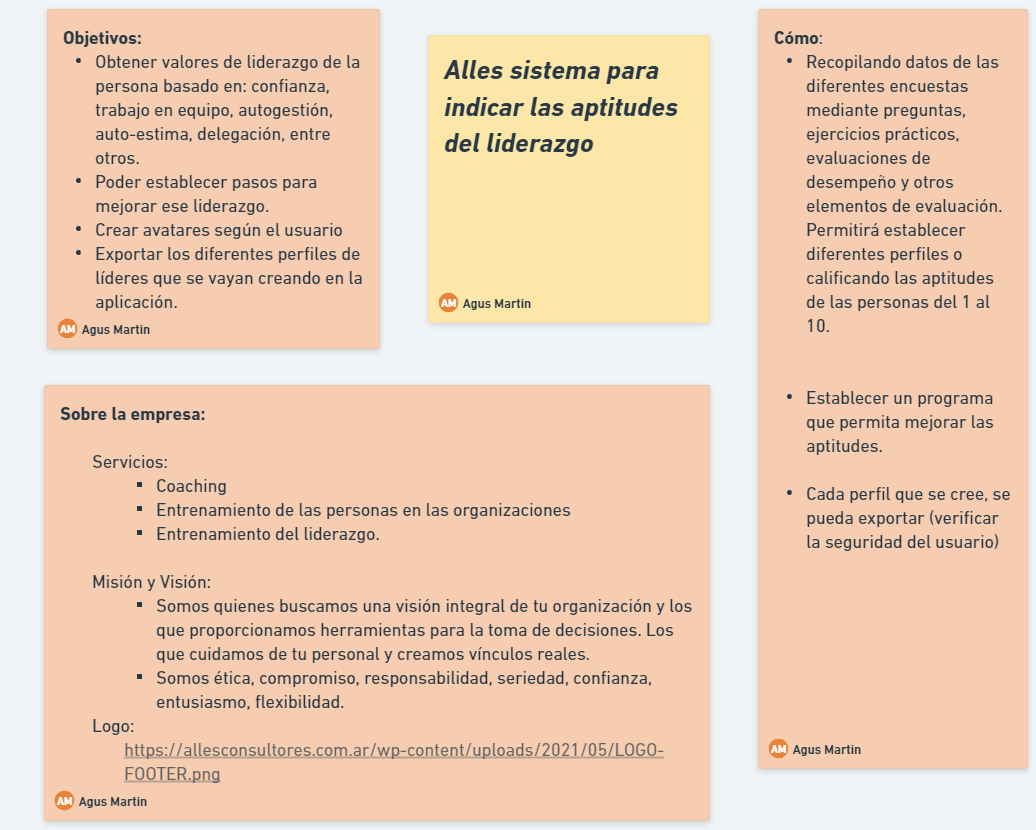 Objetivos:
• Obtener valores de liderazgo de la
persona basado en: confianza,
trabajo en equipo, autogestión,
auto-estima, delegación, entre
otros.
• Poder establecer pasos para
mejorar ese liderazgo.
• Crear avatares según el usuario
• Exportar los diferentes perfiles de
líderes que se vayan creando en la
aplicación.
AM Agus Martin
Alles sistema para
indicar las aptitudes
del liderazgo
AM Agus Martin
Cómo:
• Recopilando datos de las
diferentes encuestas
mediante preguntas,
ejercicios prácticos,
evaluaciones de
desempeño y otros
elementos de evaluación.
Permitirá establecer
diferentes perfiles o
calificando las aptitudes
de las personas del 1 al
10.
• Establecer un programa
que permita mejorar las
aptitudes.
• Cada perfil que se cree, se
pueda exportar (verificar
la seguridad del usuario)
AM Agus Martin
Sobre la empresa:
Servicios:
▪ Coaching
▪ Entrenamiento de las personas en las organizaciones
▪ Entrenamiento del liderazgo.
Misión y Visión:
▪ Somos quienes buscamos una visión integral de tu organización y los
que proporcionamos herramientas para la toma de decisiones. Los
que cuidamos de tu personal y creamos vínculos reales.
▪ Somos ética, compromiso, responsabilidad, seriedad, confianza,
entusiasmo, flexibilidad.
Logo:
https://allesconsultores.com.ar/wp-content/uploads/2021/05/LOGO-
FOOTER.png
AM Agus Martin